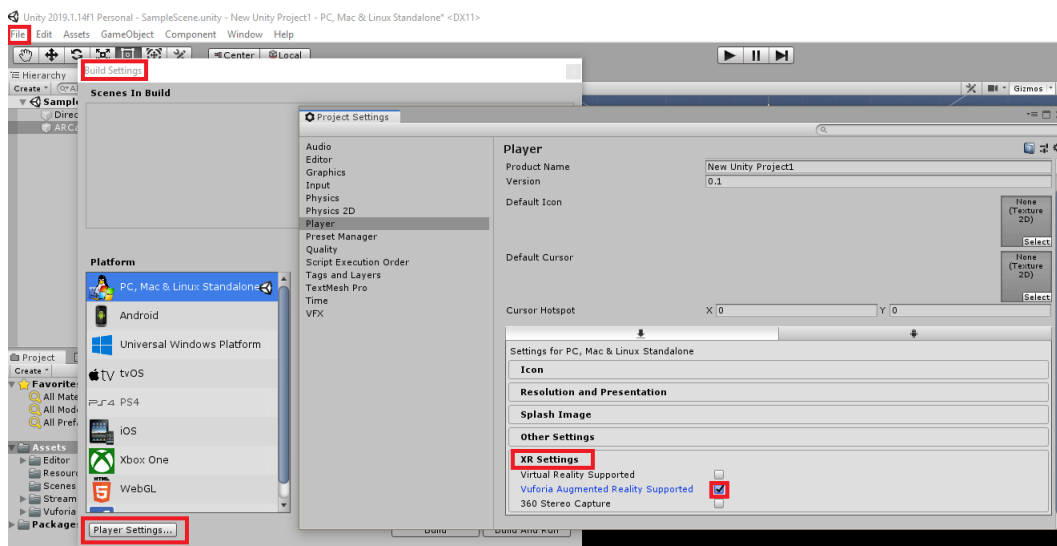 Unity 2019.1.14f1 Personal - SampleScene.unity - New Unity Project1 - PC, Mac & Linux Standalone* <DX11>
File Edit Assets GameObject Component Window Help
Center Local
Hierarchy
Build Settings
Create
Gizmos
Scenes In Build
Project Settings
Audio
Editor
Graphics
Input
Physics
Physics 2D
Player
Preset Manager
Quality
Script Execution Order
Tags and Layers
TextMesh Pro
Time
VFX
Player
Product Name New Unity Project1
Version 0.1
Default Icon
None
(Texture
2D)
Select
Default Cursor
None
(Texture
2D)
Select
Cursor Hotspot X 0 Y 0
Settings for PC, Mac & Linux Standalone
Icon
Resolution and Presentation
Splash Image
Other Settings
XR Settings
Virtual Reality Supported
Vuforia Augmented Reality Supported
360 Stereo Capture
Platform
PC, Mac & Linux Standalone
Android
Universal Windows Platform
tvOS
PS4
iOS
Xbox One
HTML
5
WebGL
Player Settings...
Build Build And Run
Project
Create
Favorite
All Mate
All Mod
All Pref
Assets
Editor
Resour
Scenes
Stream
Vuforia
Package